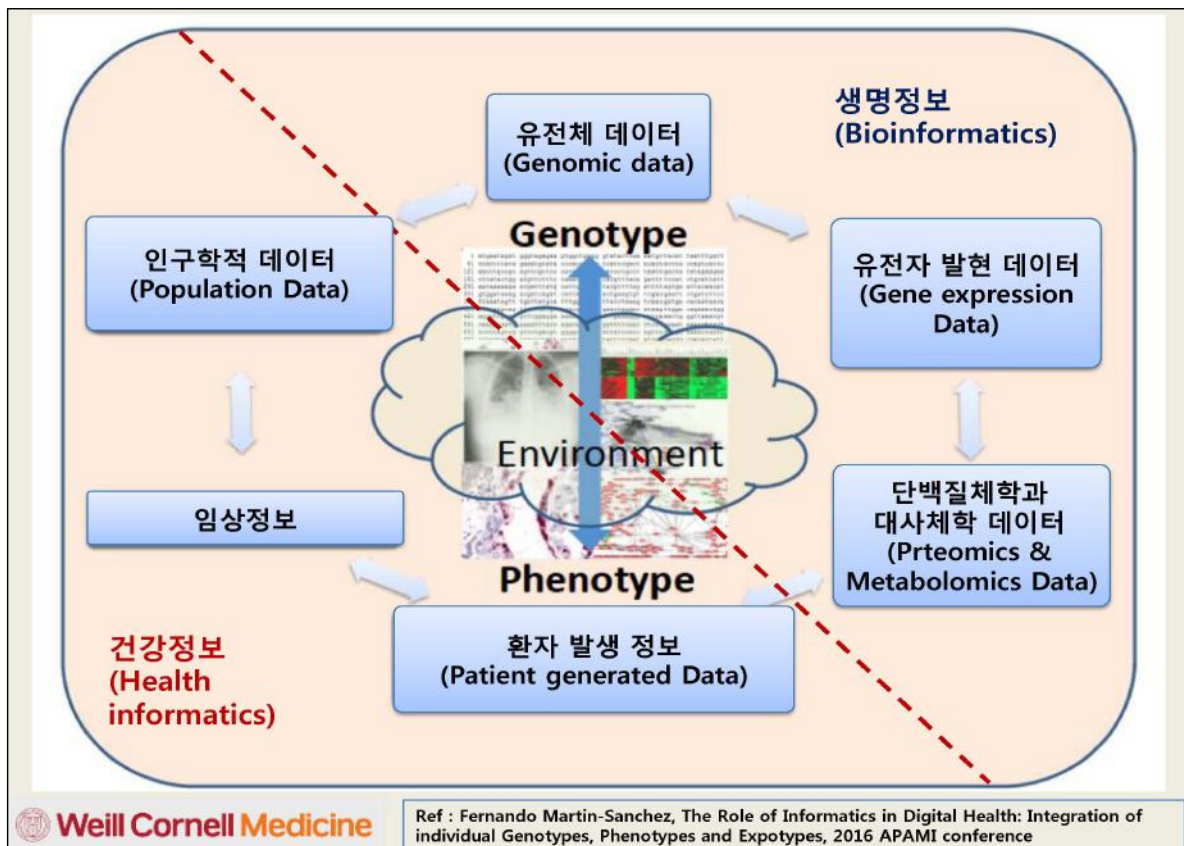 생명정보
(Bioinformatics)
유전체 데이터
(Genomic data)
인구학적 데이터
(Population Data)
Genotype
유전자 발현 데이터
(Gene expression
Data)
Environment
임상정보
단백질체학과
대사체학 데이터
(Prteomics &
Metabolomics Data)
Phenotype
환자 발생 정보
(Patient generated Data)
건강정보
(Health
informatics)
Weill Cornell Medicine
Ref : Fernando Martin-Sanchez, The Role of Informatics in Digital Health: Integration of
individual Genotypes, Phenotypes and Expotypes, 2016 APAMI conference